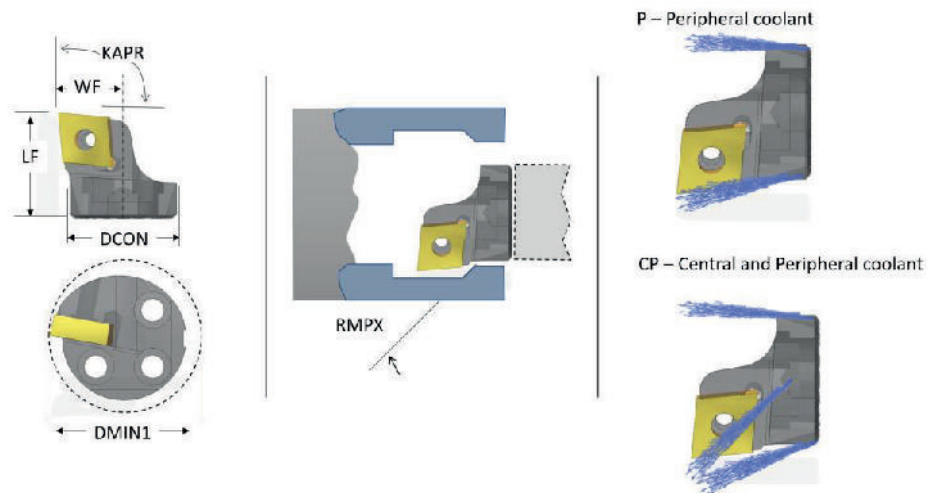 KAPR
WF
LF
DCON
DMIN1
RMPX
P – Peripheral coolant
CP – Central and Peripheral coolant